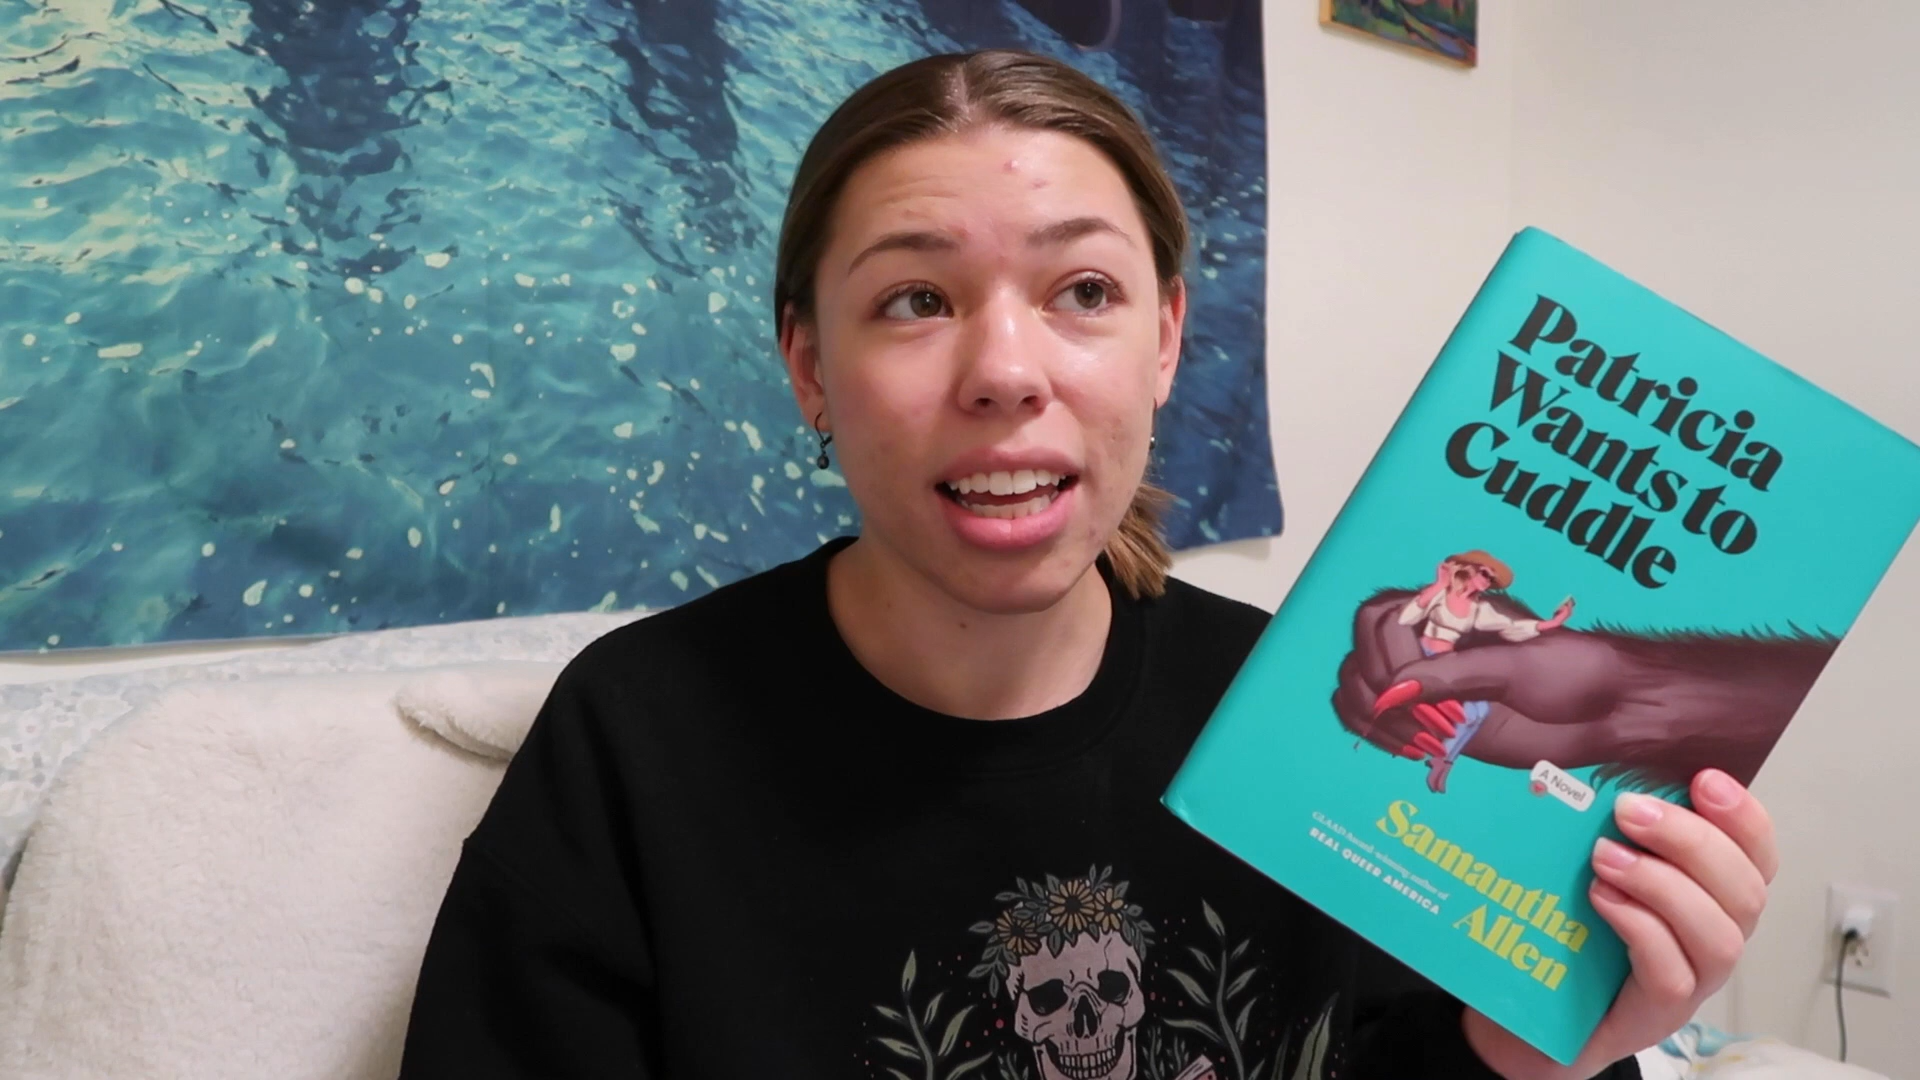 Patricia
Wants to
Cuddle
A Novel
Samantha
Allen
GLAAD Award-winning author of
REAL QUEER AMERICA